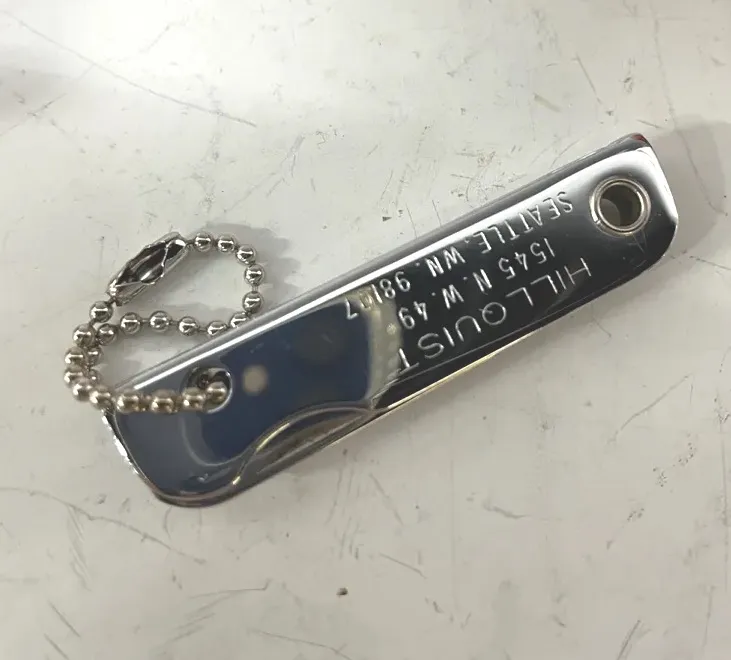 HILLQUIST
1545 N.W. 49
SEATTLE, WN. 98107